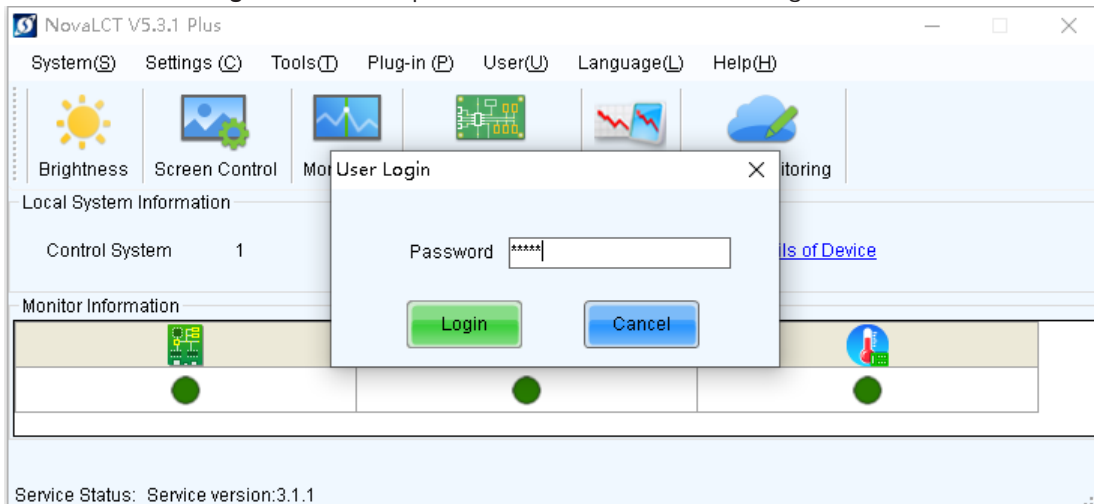 NovaLCT V5.3.1 Plus
System(S) Settings (C) Tools(T) Plug-in (P) User(U) Language(L) Help(H)
Brightness Screen Control Mor itoring
User Login
Local System Information
Control System 1
Password *****
ils of Device
Login Cancel
Monitor Information
Service Status: Service version:3.1.1